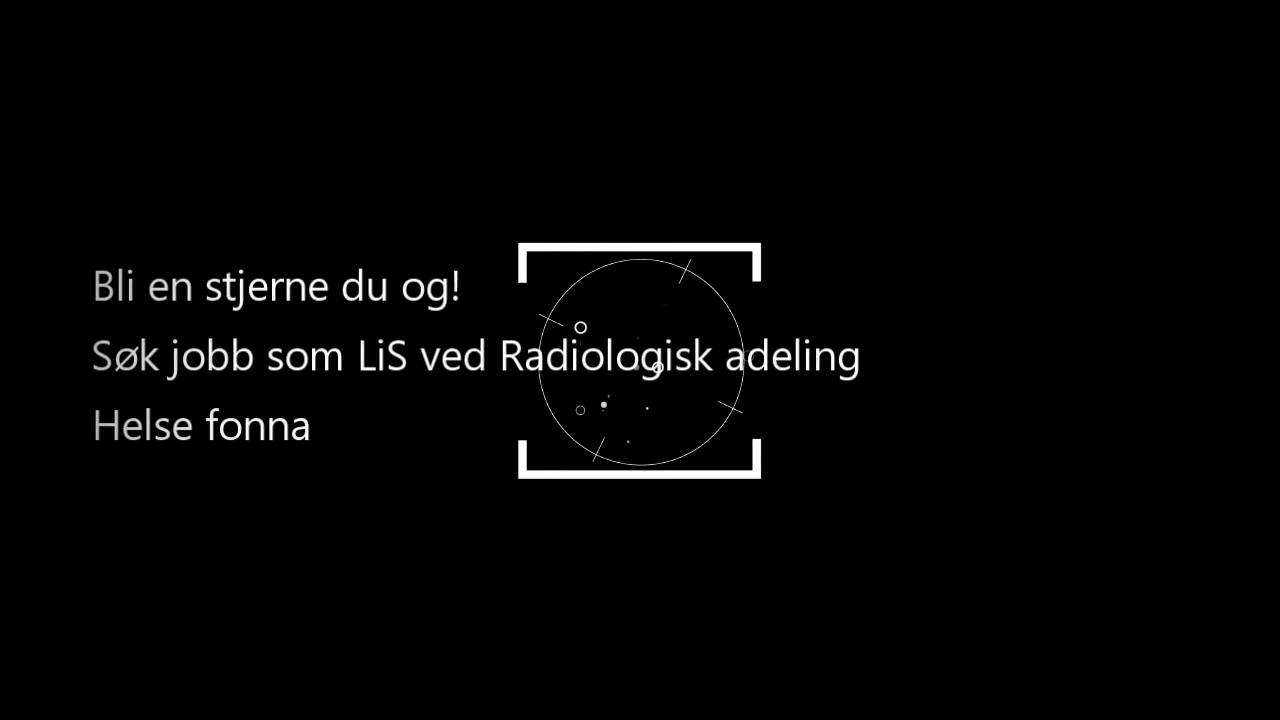 Bli en stjerne du og!
Søk jobb som LiS ved Radiologisk adeling
Helse fonna